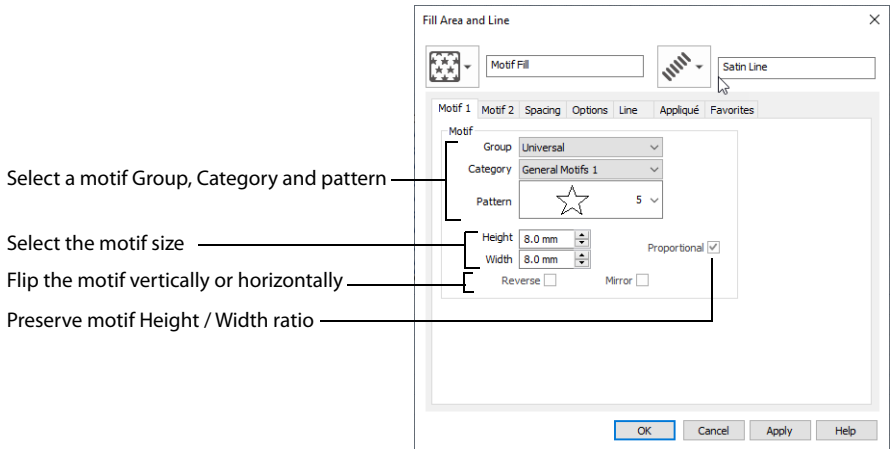 Fill Area and Line
Motif Fill
Satin Line
Motif 1 Motif 2 Spacing Options Line Appliqué Favorites
Motif
Group Universal
Category General Motifs 1
Select a motif Group, Category and pattern
Pattern 5
Select the motif size
Height 8.0 mm
Proportional
Width 8.0 mm
Flip the motif vertically or horizontally
Reverse Mirror
Preserve motif Height / Width ratio
OK Cancel Apply Help